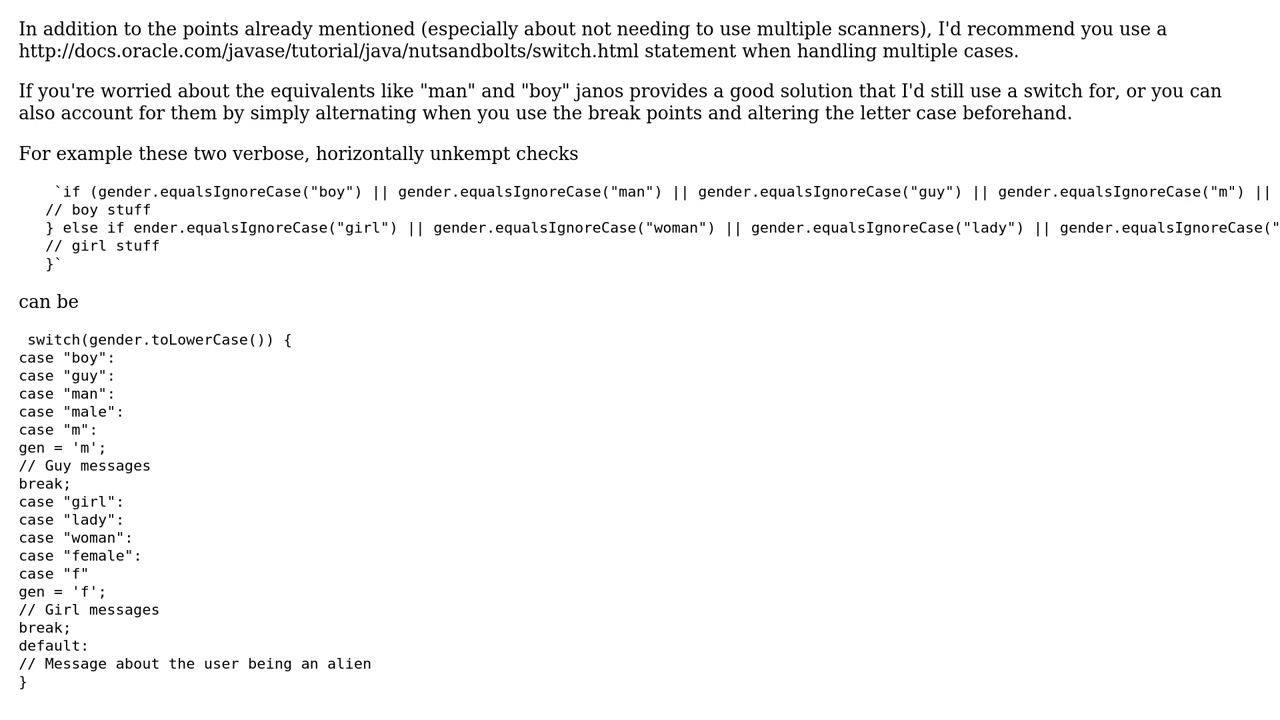 In addition to the points already mentioned (especially about not needing to use multiple scanners), I'd recommend you use a
http://docs.oracle.com/javase/tutorial/java/nutsandbolts/switch.html statement when handling multiple cases.
If you're worried about the equivalents like "man" and "boy" janos provides a good solution that I'd still use a switch for, or you can
also account for them by simply alternating when you use the break points and altering the letter case beforehand.
For example these two verbose, horizontally unkempt checks
`if (gender.equalsIgnoreCase("boy") || gender.equalsIgnoreCase("man") || gender.equalsIgnoreCase("guy") || gender.equalsIgnoreCase("m") ||
// boy stuff
} else if ender.equalsIgnoreCase("girl") || gender.equalsIgnoreCase("woman") || gender.equalsIgnoreCase("lady") || gender.equalsIgnoreCase("
// girl stuff
}`
can be
switch(gender.toLowerCase()) {
case "boy":
case "guy":
case "man":
case "male":
case "m":
gen = 'm';
// Guy messages
break;
case "girl":
case "lady":
case "woman":
case "female":
case "f"
gen = 'f';
// Girl messages
break;
default:
// Message about the user being an alien
}